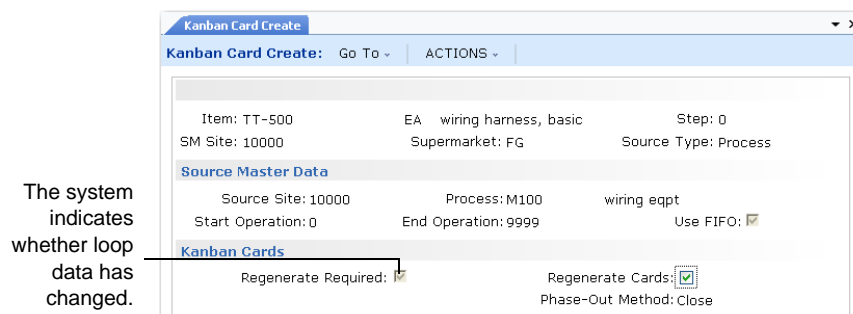 Kanban Card Create
Kanban Card Create: Go To ACTIONS
Item: TT-500 EA wiring harness, basic Step: 0
SM Site: 10000 Supermarket: FG Source Type: Process
Source Master Data
Source Site: 10000 Process: M100 wiring eqpt
Start Operation: 0 End Operation: 9999 Use FIFO:
Kanban Cards
Regenerate Required: Regenerate Cards:
Phase-Out Method: Close
The system
indicates
whether loop
data has
changed.